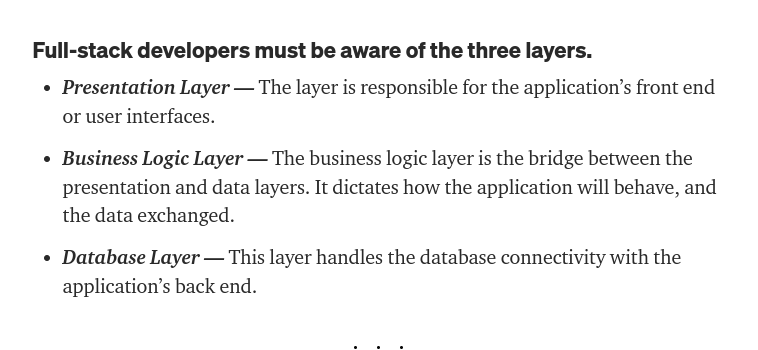 Full-stack developers must be aware of the three layers.
• Presentation Layer — The layer is responsible for the application’s front end
or user interfaces.
• Business Logic Layer — The business logic layer is the bridge between the
presentation and data layers. It dictates how the application will behave, and
the data exchanged.
• Database Layer — This layer handles the database connectivity with the
application’s back end.
. . .